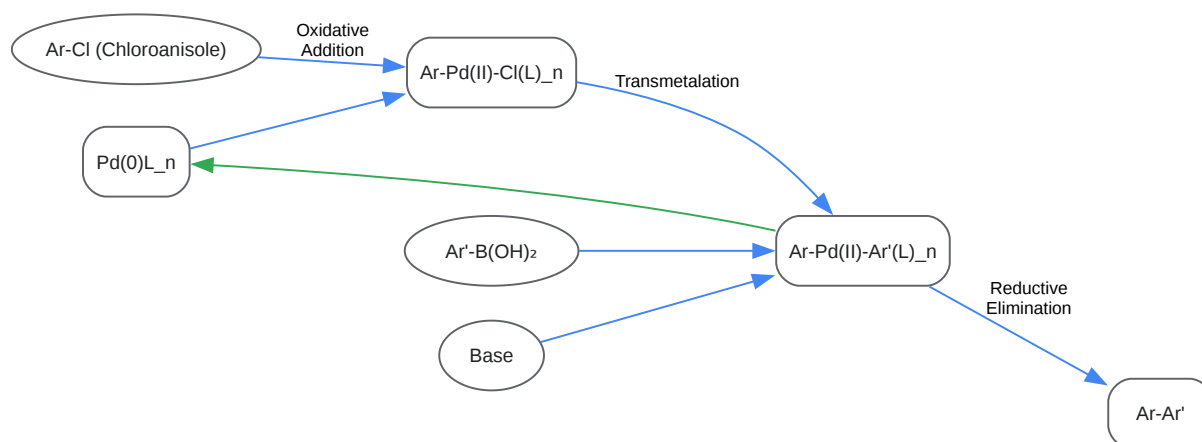 Ar-Cl (Chloroanisole)
Oxidative
Addition
Ar-Pd(II)-Cl(L)_n
Transmetalation
Pd(0)L_n
Ar'-B(OH)₂
Ar-Pd(II)-Ar'(L)_n
Base
Reductive
Elimination
Ar-Ar'